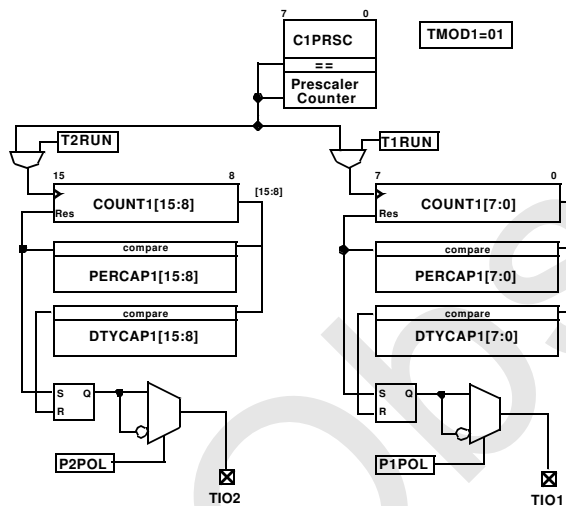 7 0
C1PRSC
==
Prescaler
Counter
TMOD1=01
T2RUN
T1RUN
15 8
[15:8]
COUNT1[15:8]
Res
compare
PERCAP1[15:8]
compare
DTYCAP1[15:8]
S Q
R
P2POL
TIO2
7 0
COUNT1[7:0]
Res
compare
PERCAP1[7:0]
compare
DTYCAP1[7:0]
S Q
R
P1POL
TIO1